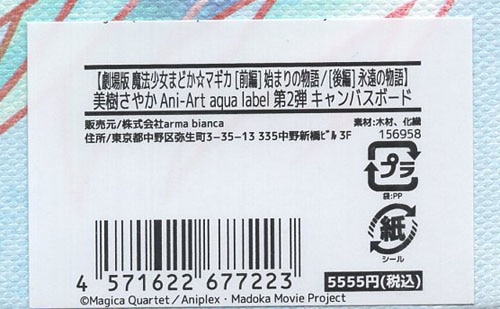 【劇場版 魔法少女まどか☆マギカ [前編] 始まりの物語/[後編] 永遠の物語】
美樹さやか Ani-Art aqua label 第2弾 キャンバスボード
販売元/株式会社arma bianca
素材:木材、化繊
住所/東京都中野区弥生町3-35-13 335中野新橋ビル 3F
156958
プラ
袋:PP
紙
シール
4 571622 677223
5555円(税込)
©Magica Quartet/Aniplex・Madoka Movie Project